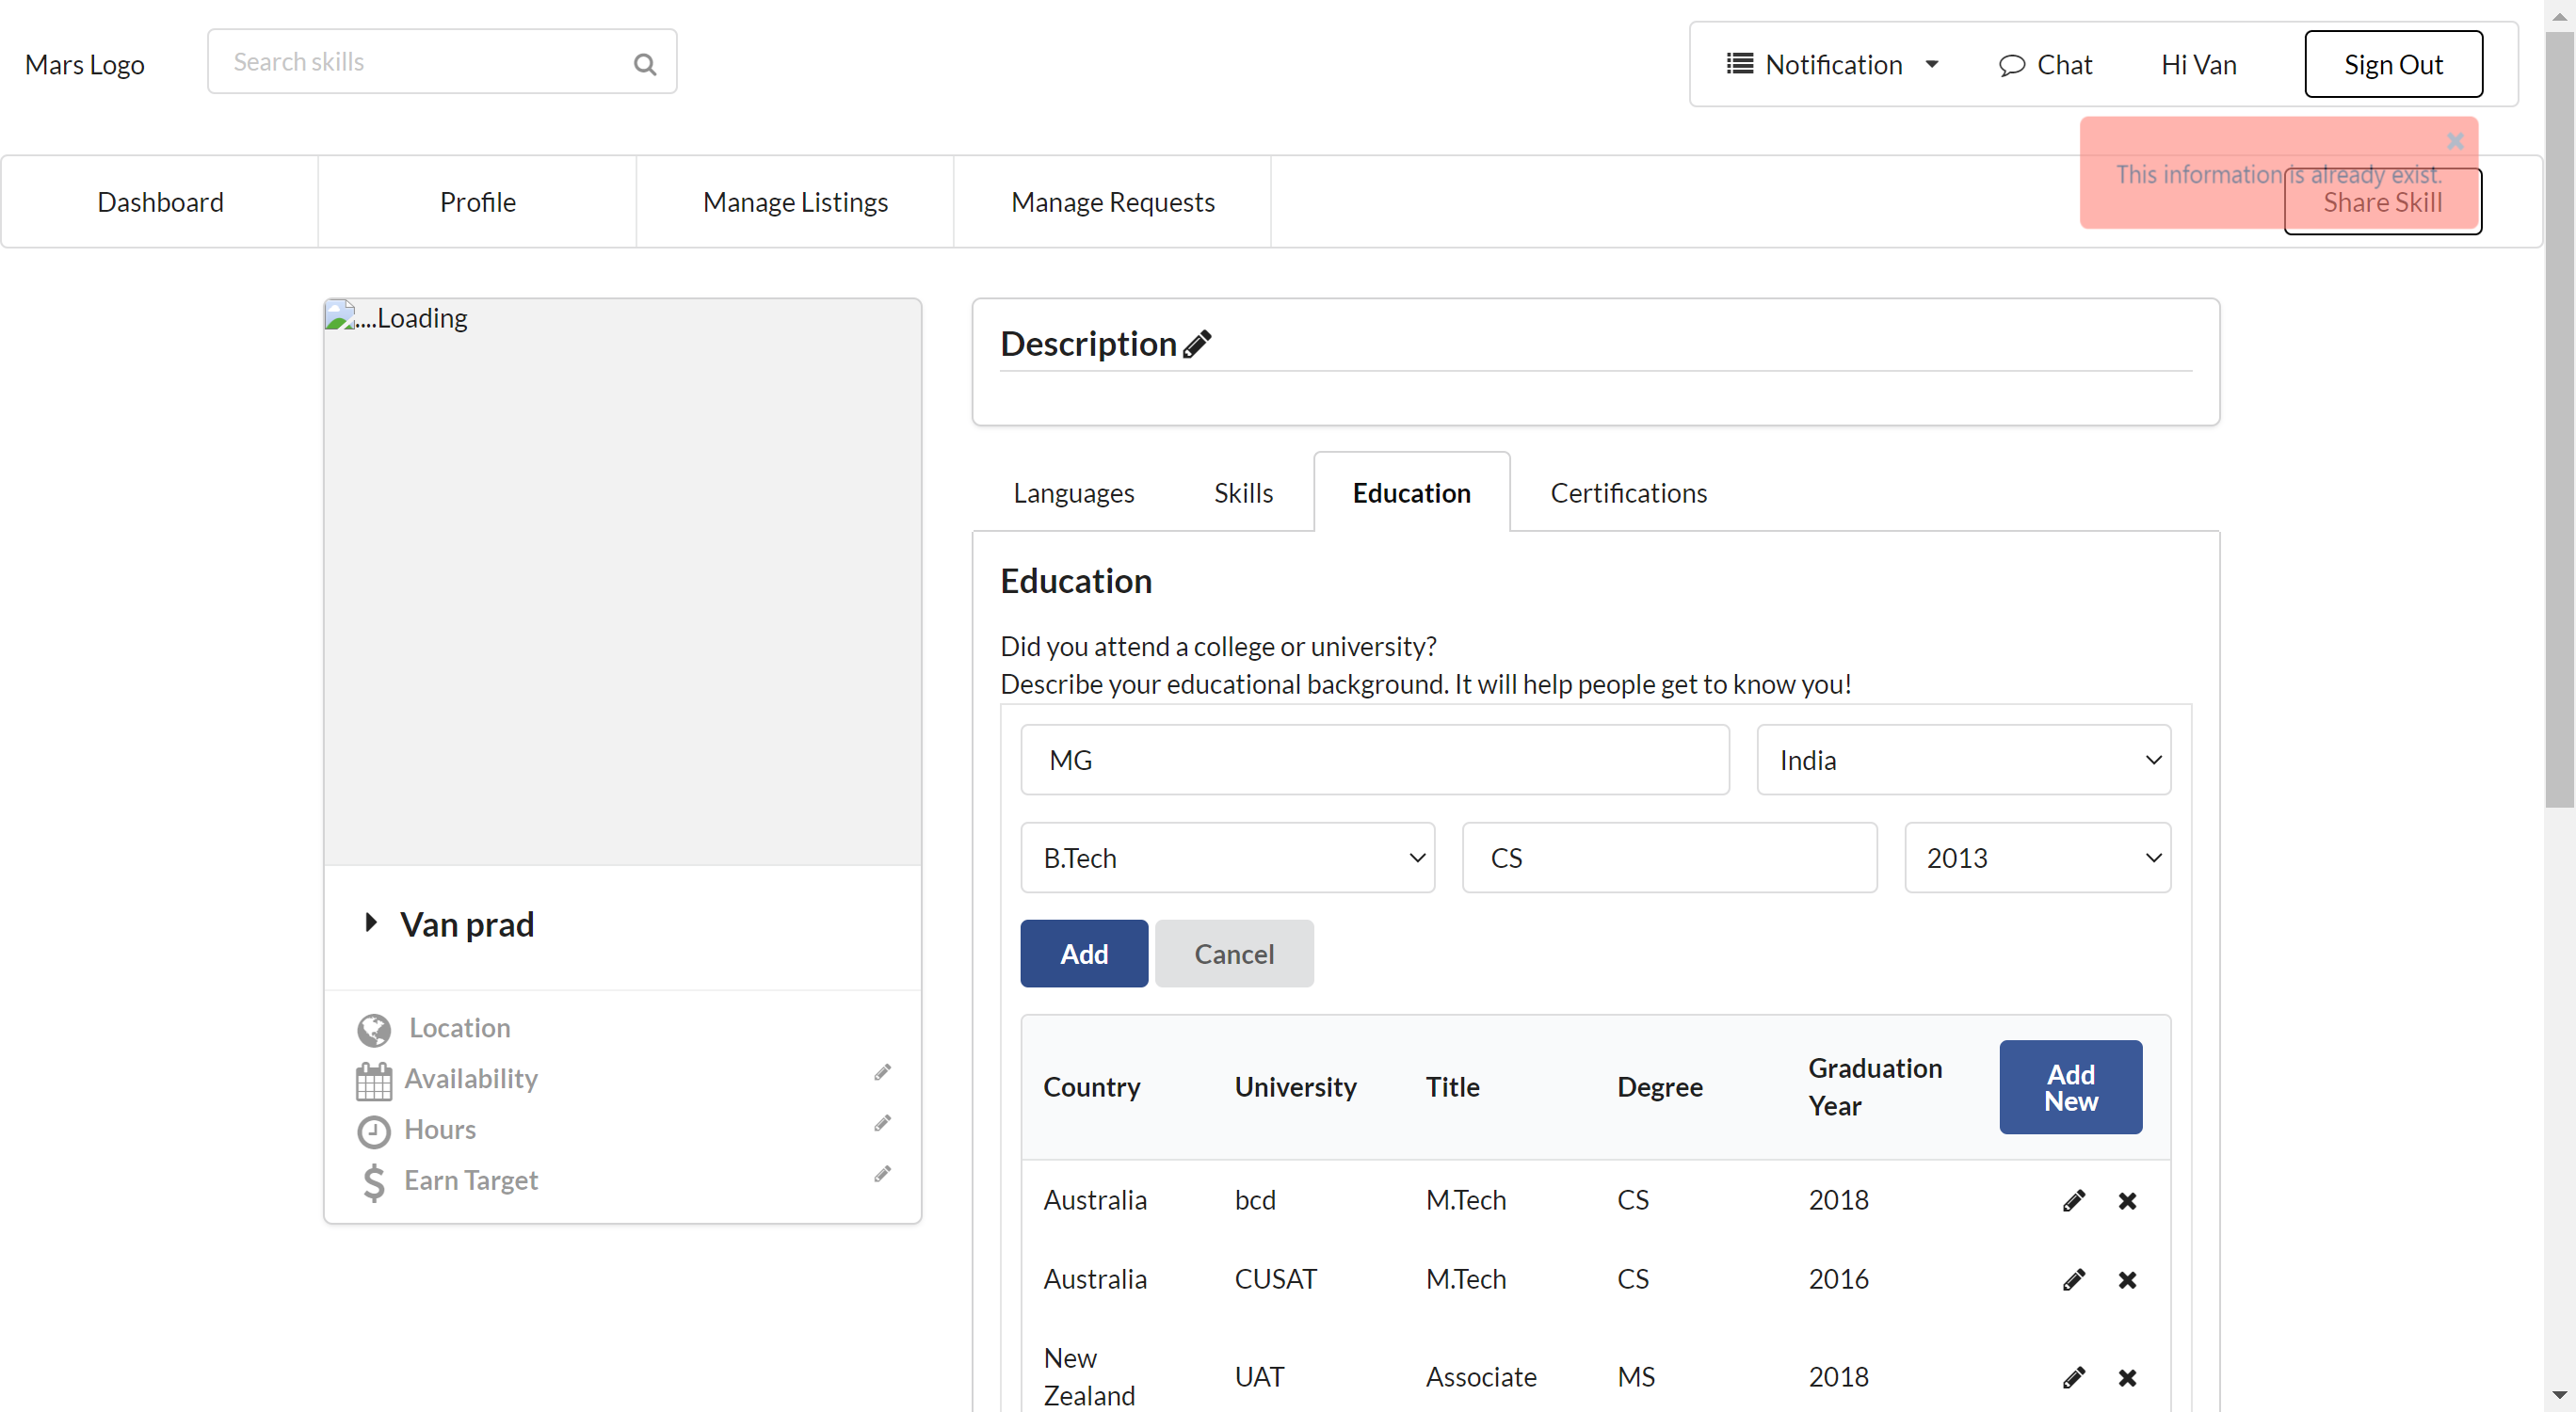 Mars Logo
Search skills
Notification
Chat
Hi Van
Sign Out
This information is already exist.
Dashboard
Profile
Manage Listings
Manage Requests
Share Skill
....Loading
Van prad
Location
Availability
Hours
Earn Target
Description
Languages
Skills
Education
Certifications
Education
Did you attend a college or university?
Describe your educational background. It will help people get to know you!
MG
India
B.Tech
CS
2013
Add
Cancel
Country University Title Degree Graduation
Year
Add
New
Australia bcd M.Tech CS 2018
Australia CUSAT M.Tech CS 2016
New
Zealand UAT Associate MS 2018